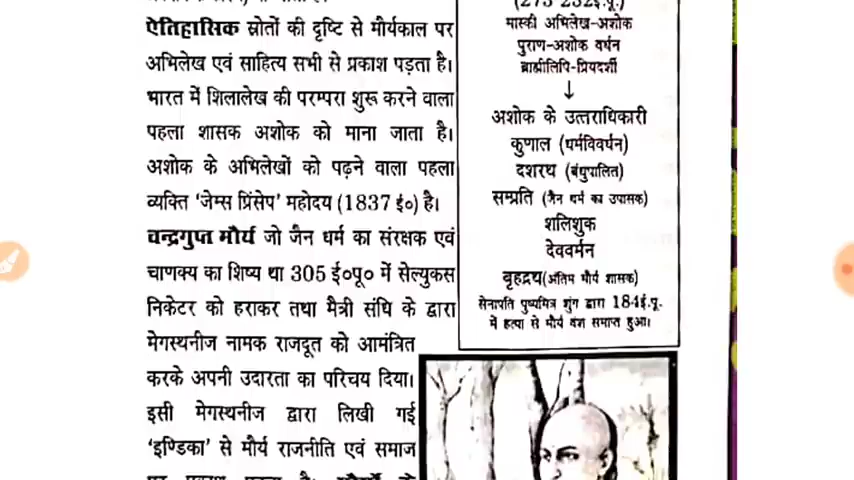 ऐतिहासिक स्रोतों की दृष्टि से मौर्यकाल पर
अभिलेख एवं साहित्य सभी से प्रकाश पड़ता है।
भारत में शिलालेख की परम्परा शुरू करने वाला
पहला शासक अशोक को माना जाता है।
अशोक के अभिलेखों को पढ़ने वाला पहला
व्यक्ति 'जेम्स प्रिंसेप' महोदय (1837 ई०) है।
चन्द्रगुप्त मौर्य जो जैन धर्म का संरक्षक एवं
चाणक्य का शिष्य था 305 ई०पू० में सेल्युकस
निकेटर को हराकर तथा मैत्री संधि के द्वारा
मेगस्थनीज नामक राजदूत को आमंत्रित
करके अपनी उदारता का परिचय दिया।
इसी मेगस्थनीज द्वारा लिखी गई
'इण्डिका' से मौर्य राजनीति एवं समाज
(273-232ई.पू.)
मास्की अभिलेख-अशोक
पुराण-अशोक वर्धन
ब्राह्मीलिपि-प्रियदर्शी
↓
अशोक के उत्तराधिकारी
कुणाल (धर्मविवर्धन)
दशरथ (बंधुपालित)
सम्प्रति (जैन धर्म का उपासक)
शलिशुक
देववर्मन
बृहद्रथ(अंतिम मौर्य शासक)
सेनापति पुष्यमित्र शुंग द्वारा 184ई.पू.
में हत्या से मौर्य वंश समाप्त हुआ।